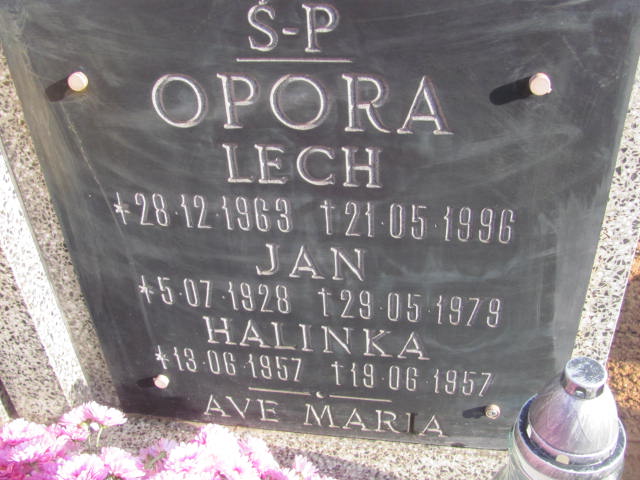 Ś-P
OPORA
LECH
*28·12·1963 †21·05·1996
JAN
*5·07·1928 †29·05·1979
HALINKA
*13·06·1957 †19·06·1957
AVE MARIA